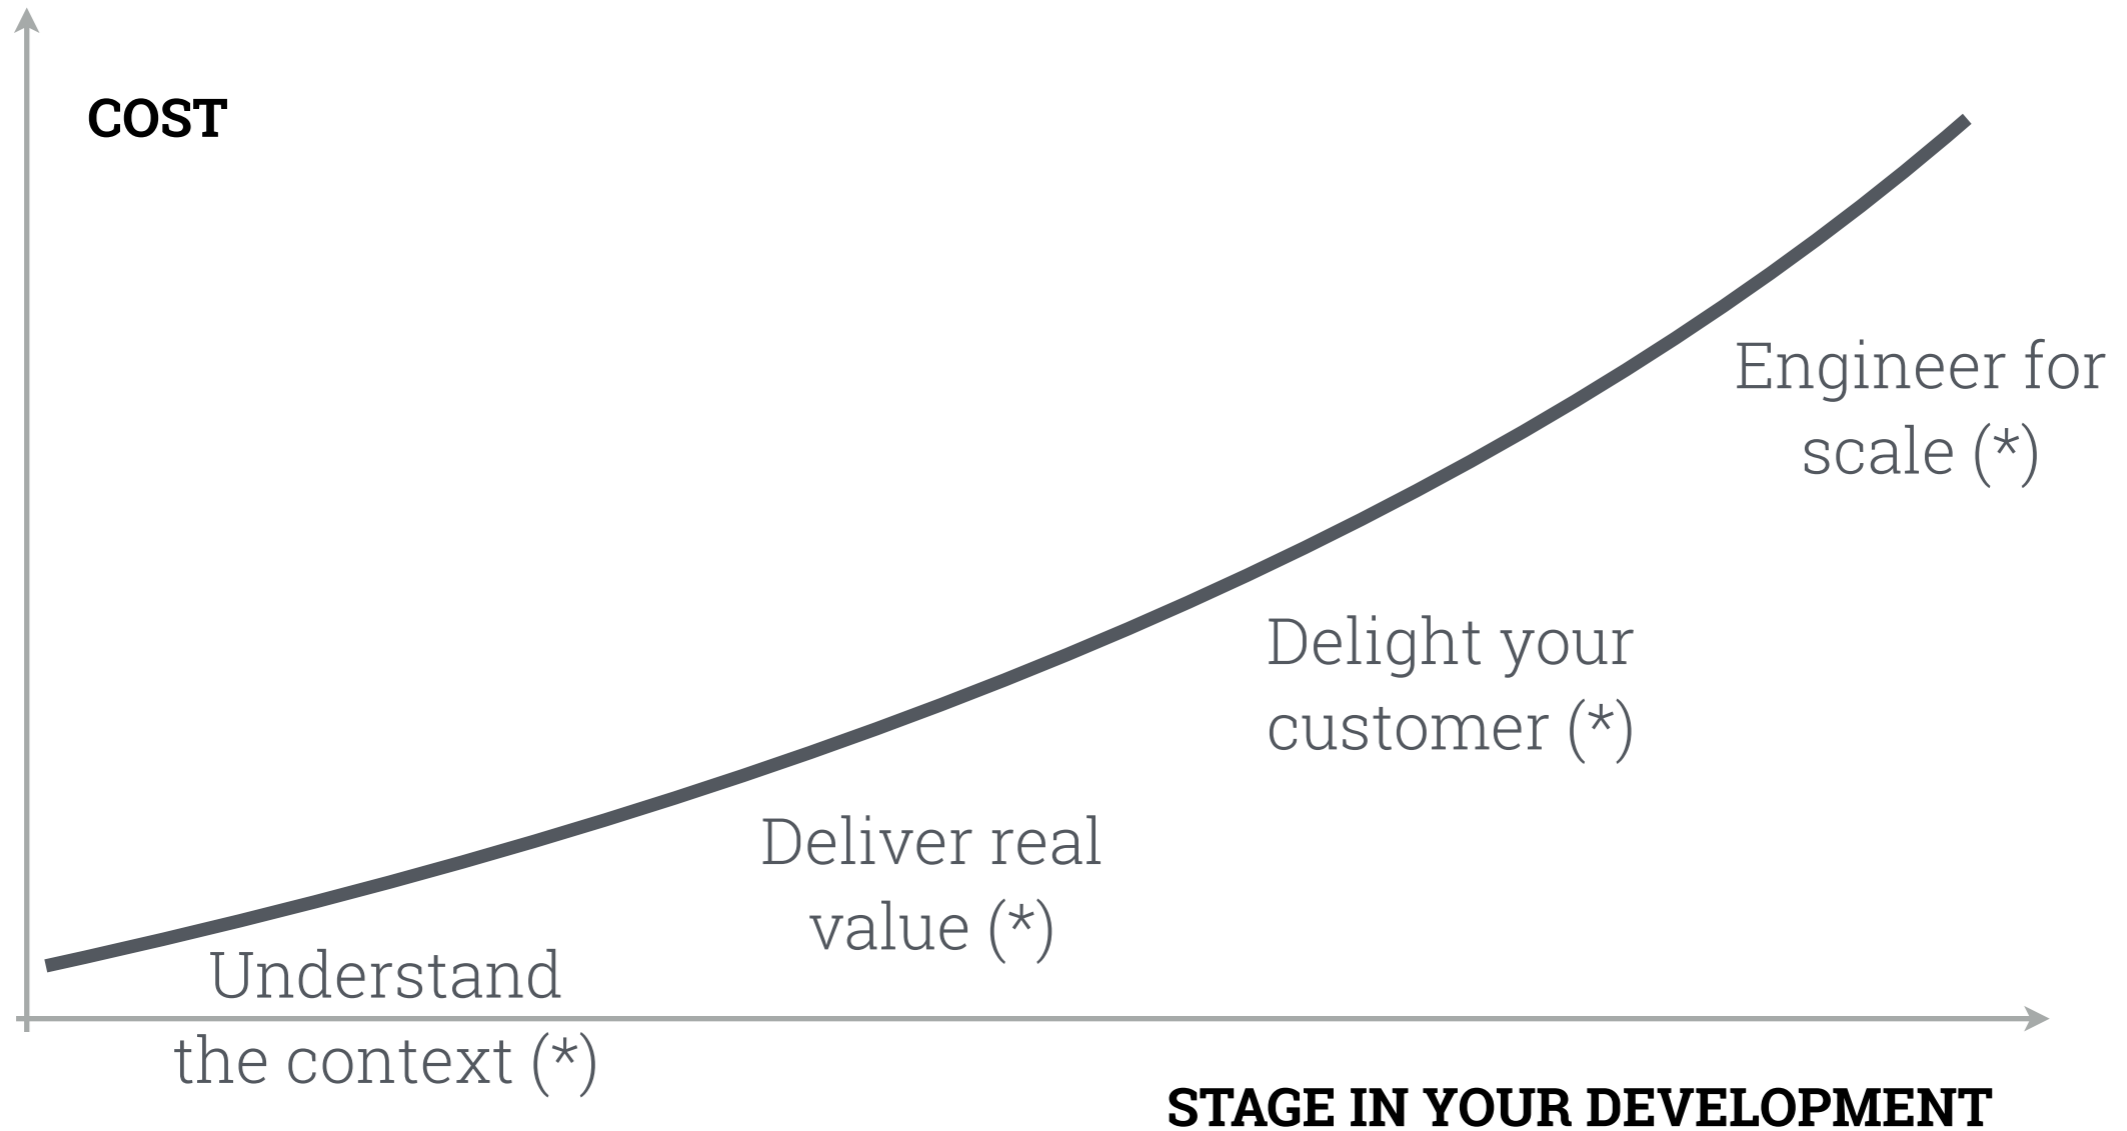 COST
Engineer for
scale (*)
Delight your
customer (*)
Deliver real
value (*)
Understand
the context (*)
STAGE IN YOUR DEVELOPMENT